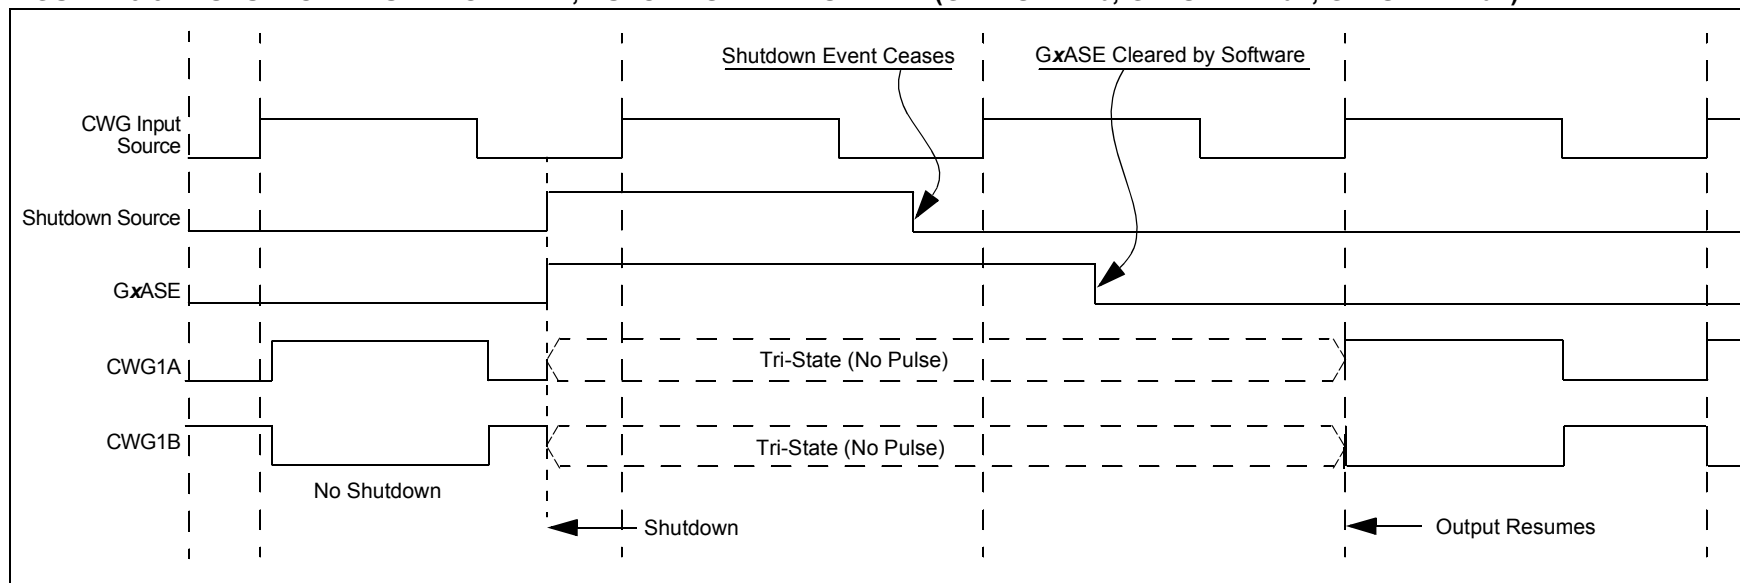 Shutdown Event Ceases
GxASE Cleared by Software
CWG Input
Source
Shutdown Source
GxASE
CWG1A
Tri-State (No Pulse)
CWG1B
Tri-State (No Pulse)
No Shutdown
Shutdown
Output Resumes